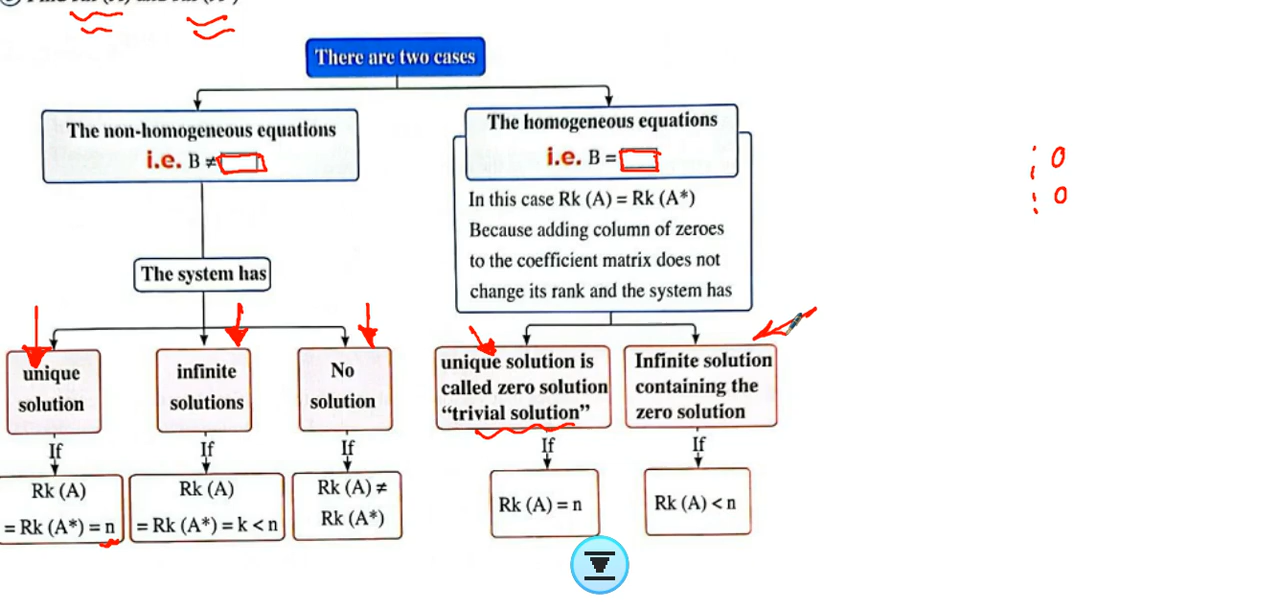 There are two cases
The non-homogeneous equations
i.e. B ≠
The system has
unique
solution
If
Rk (A)
= Rk (A*) = n
infinite
solutions
If
Rk (A)
= Rk (A*) = k < n
No
solution
If
Rk (A) ≠
Rk (A*)
The homogeneous equations
i.e. B =
In this case Rk (A) = Rk (A*)
Because adding column of zeroes
to the coefficient matrix does not
change its rank and the system has
unique solution is
called zero solution
“trivial solution”
If
Rk (A) = n
Infinite solution
containing the
zero solution
If
Rk (A) < n
0
0